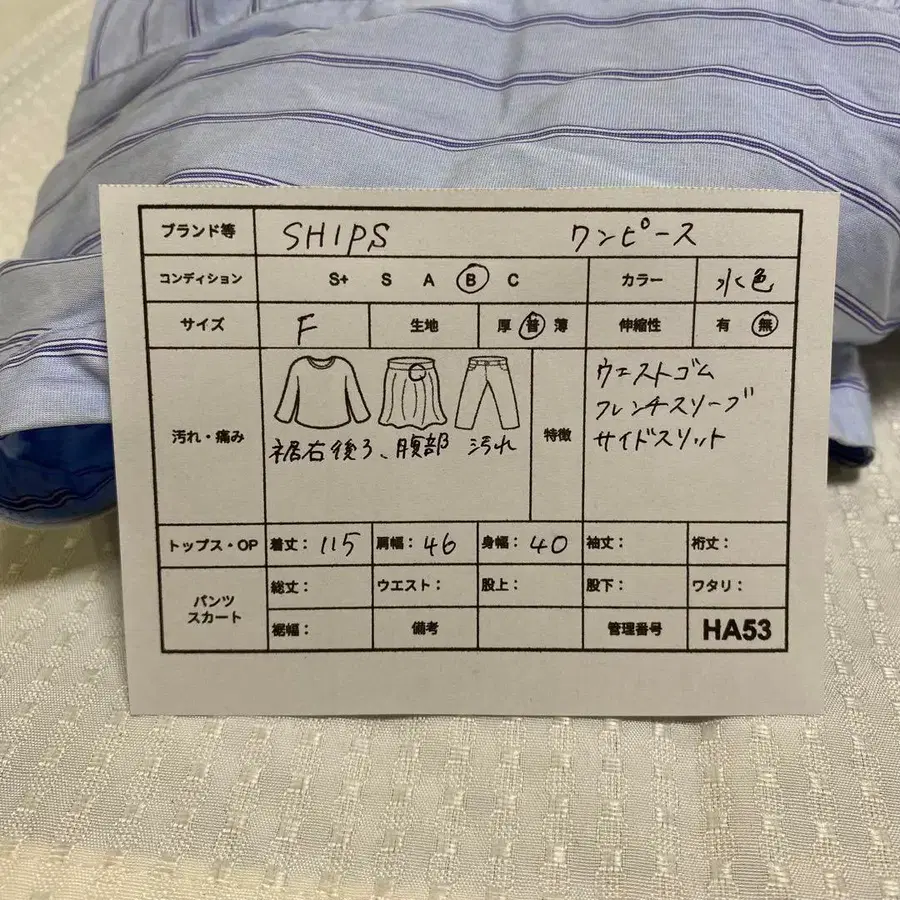 ブランド等 SHIPS ワンピース
コンディション S+ S A B C カラー 水色
サイズ F 生地 厚 普 薄 伸縮性 有 無
汚れ・痛み 裾右後ろ、腹部 汚れ 特徴
ウエストゴム
フレンチスリーブ
サイドスリット
トップス・OP 着丈：115 肩幅：46 身幅：40 袖丈： 裄丈：
パンツ
スカート
総丈： ウエスト： 股上： 股下： ワタリ：
裾幅： 備考 管理番号 HA53